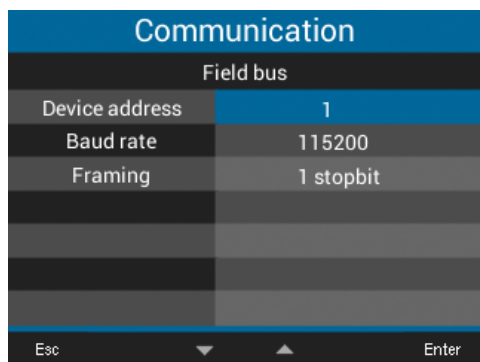 Communication
Field bus
Device address 1
Baud rate 115200
Framing 1 stopbit
Esc Enter